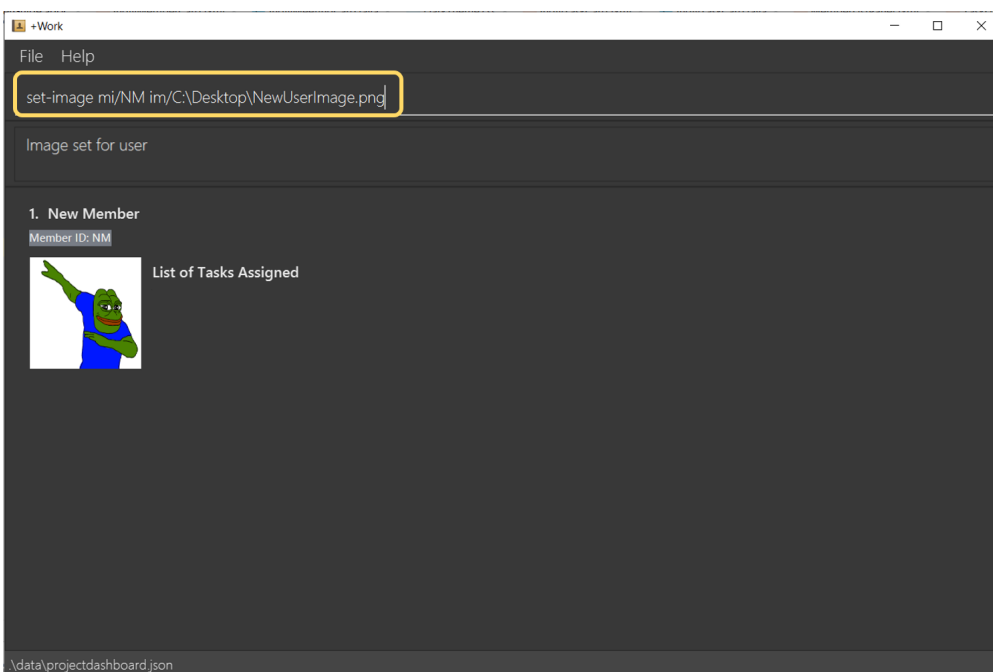 +Work
File Help
set-image mi/NM im/C:\Desktop\NewUserImage.png
Image set for user
1. New Member
Member ID: NM
List of Tasks Assigned
.\data\projectdashboard.json